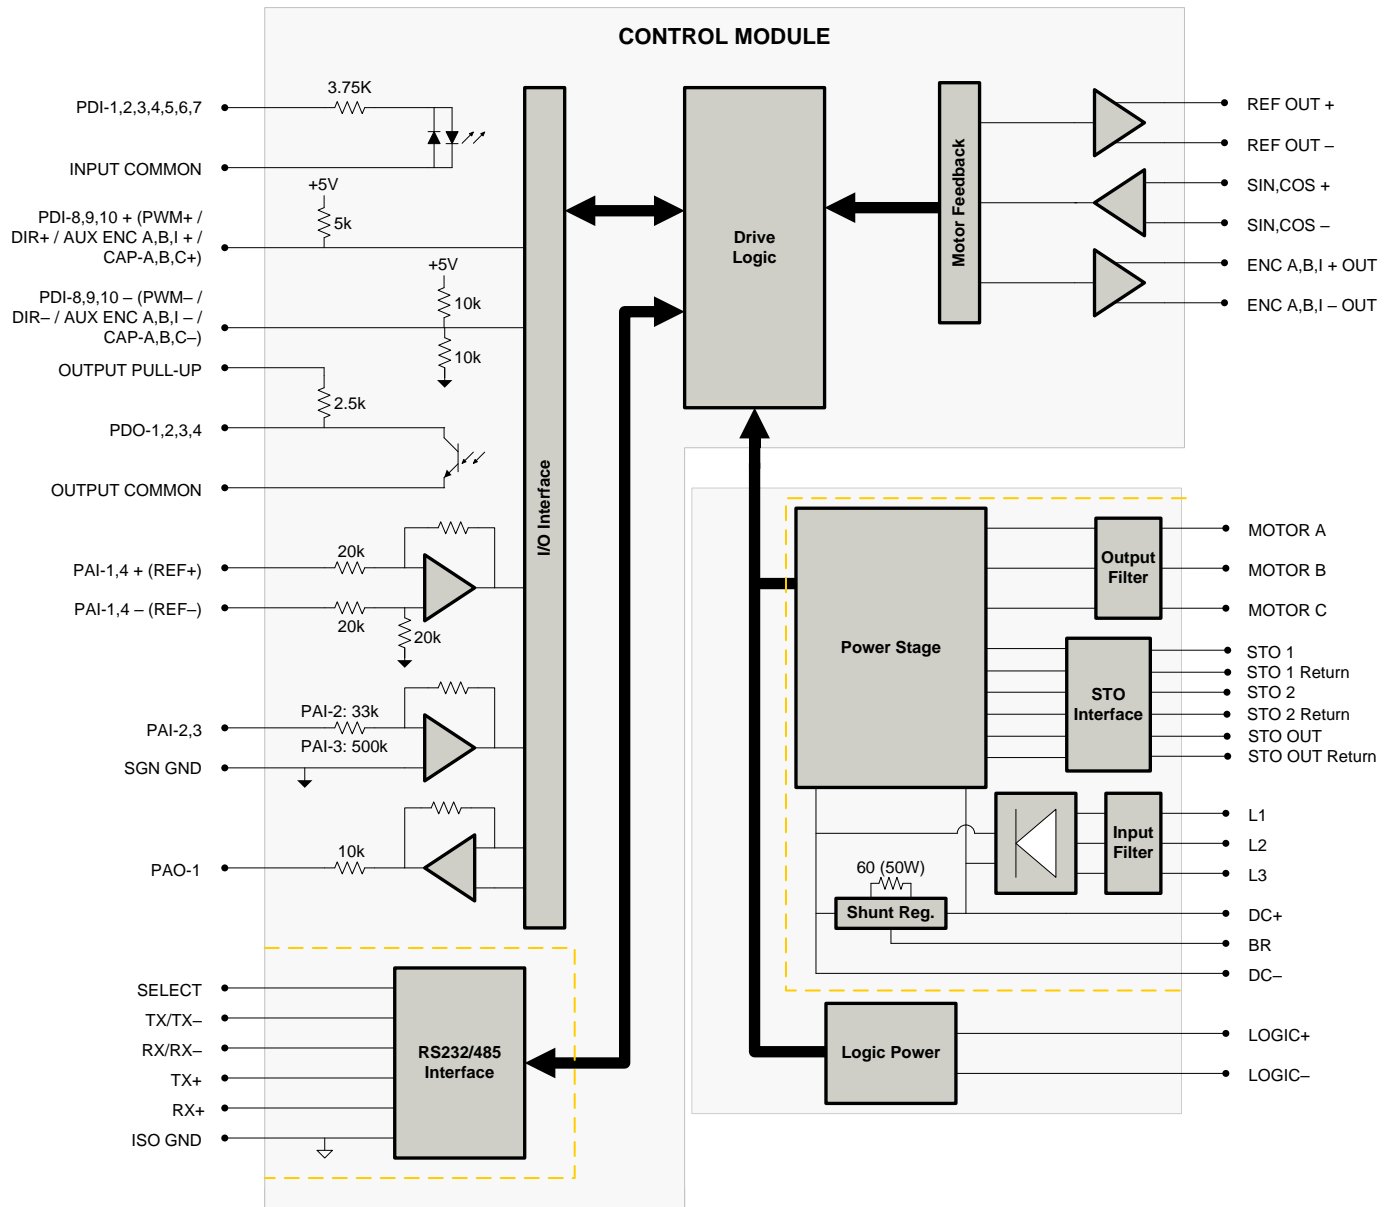 CONTROL MODULE
PDI-1,2,3,4,5,6,7
3.75K
INPUT COMMON
+5V
PDI-8,9,10 + (PWM+ /
DIR+ / AUX ENC A,B,I + /
CAP-A,B,C+)
5k
+5V
PDI-8,9,10 – (PWM– /
DIR– / AUX ENC A,B,I – /
CAP-A,B,C–)
10k
10k
OUTPUT PULL-UP
2.5k
PDO-1,2,3,4
OUTPUT COMMON
20k
PAI-1,4 + (REF+)
PAI-1,4 – (REF–)
20k
20k
PAI-2: 33k
PAI-2,3
PAI-3: 500k
SGN GND
10k
PAO-1
I/O Interface
SELECT
TX/TX–
RX/RX–
TX+
RX+
ISO GND
RS232/485
Interface
Drive
Logic
Motor Feedback
REF OUT +
REF OUT –
SIN,COS +
SIN,COS –
ENC A,B,I + OUT
ENC A,B,I – OUT
Power Stage
Output
Filter
MOTOR A
MOTOR B
MOTOR C
STO
Interface
STO 1
STO 1 Return
STO 2
STO 2 Return
STO OUT
STO OUT Return
Input
Filter
L1
L2
L3
60 (50W)
Shunt Reg.
DC+
BR
DC–
Logic Power
LOGIC+
LOGIC–